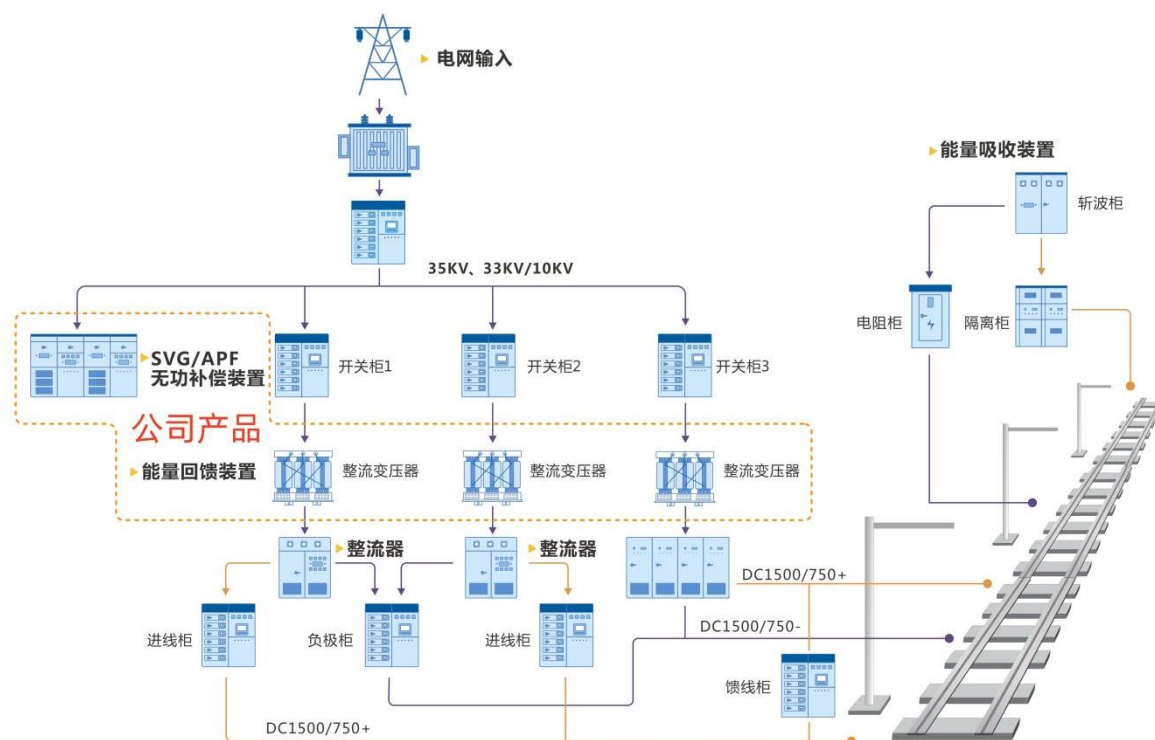 电网输入
能量吸收装置
斩波柜
35KV、33KV/10KV
电阻柜
隔离柜
SVG/APF
无功补偿装置
开关柜1
开关柜2
开关柜3
公司产品
能量回馈装置
整流变压器
整流变压器
整流变压器
整流器
整流器
DC1500/750+
进线柜
负极柜
进线柜
DC1500/750-
馈线柜
DC1500/750+